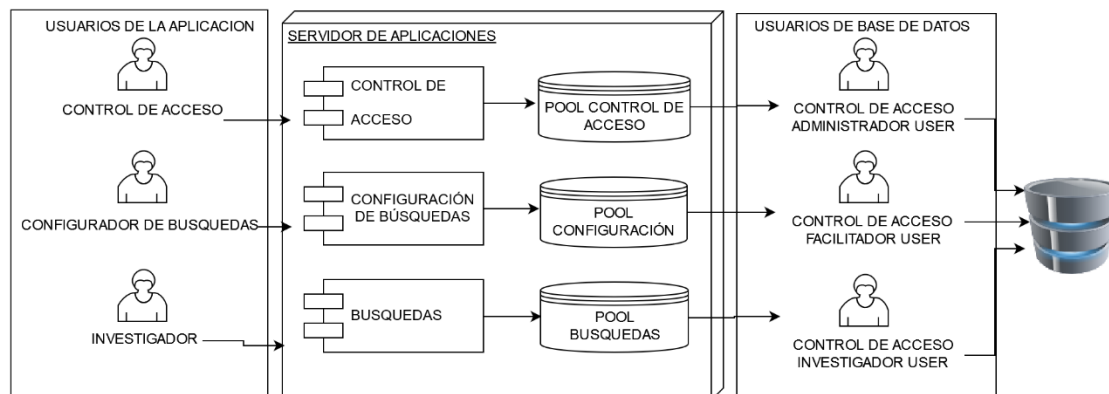 USUARIOS DE LA APLICACION
CONTROL DE ACCESO
CONFIGURADOR DE BUSQUEDAS
INVESTIGADOR
SERVIDOR DE APLICACIONES
CONTROL DE
ACCESO
POOL CONTROL DE
ACCESO
CONFIGURACIÓN
DE BÚSQUEDAS
POOL
CONFIGURACIÓN
BUSQUEDAS
POOL
BUSQUEDAS
USUARIOS DE BASE DE DATOS
CONTROL DE ACCESO
ADMINISTRADOR USER
CONTROL DE ACCESO
FACILITADOR USER
CONTROL DE ACCESO
INVESTIGADOR USER